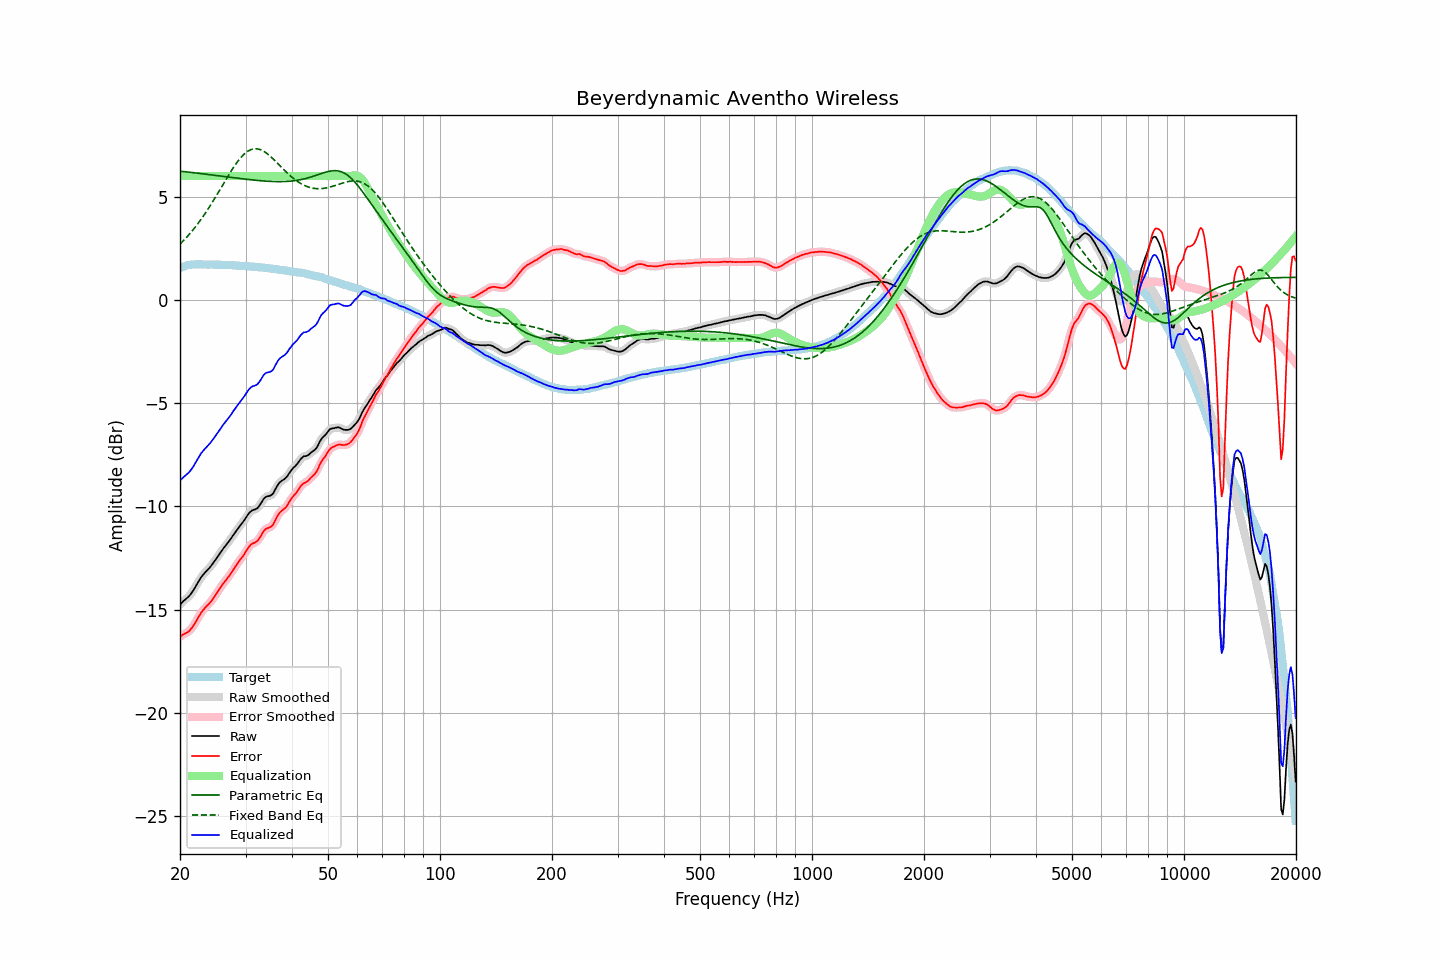 Beyerdynamic Aventho Wireless
Amplitude (dBr)
5
0
−5
−10
−15
−20
−25
Target
Raw Smoothed
Error Smoothed
Raw
Error
Equalization
Parametric Eq
Fixed Band Eq
Equalized
20 50 100 200 500 1000 2000 5000 10000 20000
Frequency (Hz)